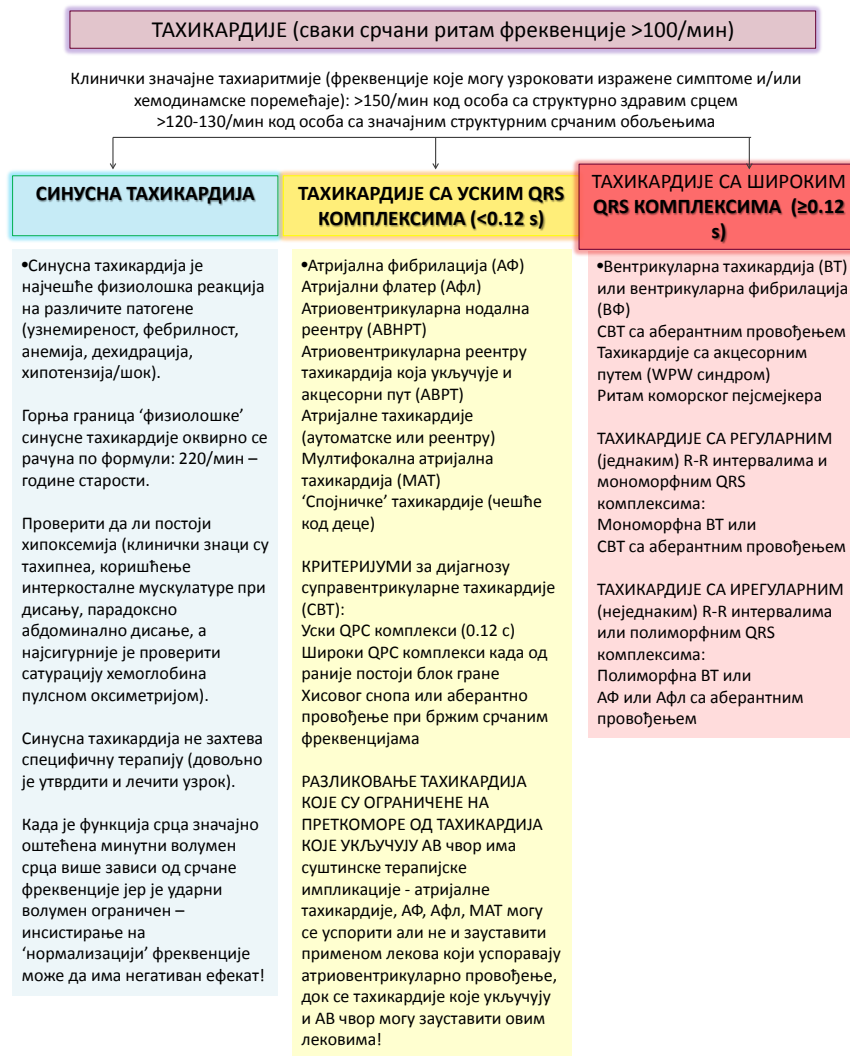 ТАХИКАРДИЈЕ (сваки срчани ритам фреквенције >100/мин)
Клинички значајне тахиаритмије (фреквенције које могу узроковати изражене симптоме и/или
хемодинамске поремећаје): >150/мин код особа са структурно здравим срцем
>120-130/мин код особа са значајним структурним срчаним обољењима
СИНУСНА ТАХИКАРДИЈА
•Синусна тахикардија је
најчешће физиолошка реакција
на различите патогене
(узнемиреност, фебрилност,
анемија, дехидрација,
хипотензија/шок).
Горња граница ‘физиолошке’
синусне тахикардије оквирно се
рачуна по формули: 220/мин –
године старости.
Проверити да ли постоји
хипоксемија (клинички знаци су
тахипнеа, коришћење
интеркосталне мускулатуре при
дисању, парадоксно
абдоминално дисање, а
најсигурније је проверити
сатурацију хемоглобина
пулсном оксиметријом).
Синусна тахикардија не захтева
специфичну терапију (довољно
је утврдити и лечити узрок).
Када је функција срца значајно
оштећена минутни волумен
срца више зависи од срчане
фреквенције јер је ударни
волумен ограничен –
инсистирање на
‘нормализацији’ фреквенције
може да има негативан ефекат!
ТАХИКАРДИЈЕ СА УСКИМ QRS
КОМПЛЕКСИМА (<0.12 s)
•Атријална фибрилација (АФ)
Атријални флатер (Афл)
Атриовентрикуларна нодална
реентру (АВНРТ)
Атриовентрикуларна реентру
тахикардија која укључује и
акцесорни пут (АВРТ)
Атријалне тахикардије
(аутоматске или реентру)
Мултифокална атријална
тахикардија (МАТ)
‘Спојничке’ тахикардије (чешће
код деце)
КРИТЕРИЈУМИ за дијагнозу
суправентрикуларне тахикардије
(СВТ):
Уски QPC комплекси (0.12 с)
Широки QPC комплекси када од
раније постоји блок гране
Хисовог снопа или аберантно
провођење при бржим срчаним
фреквенцијама
РАЗЛИКОВАЊЕ ТАХИКАРДИЈА
КОЈЕ СУ ОГРАНИЧЕНЕ НА
ПРЕТКОМОРЕ ОД ТАХИКАРДИЈА
КОЈЕ УКЉУЧУЈУ АВ чвор има
суштинске терапијске
импликације - атријалне
тахикардије, АФ, Афл, МАТ могу
се успорити али не и зауставити
применом лекова који успоравају
атриовентрикуларно провођење,
док се тахикардије које укључују
и АВ чвор могу зауставити овим
лековима!
ТАХИКАРДИЈЕ СА ШИРОКИМ
QRS КОМПЛЕКСИМА (≥0.12
s)
•Вентрикуларна тахикардија (ВТ)
или вентрикуларна фибрилација
(ВФ)
СВТ са аберантним провођењем
Тахикардије са акцесорним
путем (WPW синдром)
Ритам коморског пејсмејкера
ТАХИКАРДИЈЕ СА РЕГУЛАРНИМ
(једнаким) R-R интервалима и
мономорфним QRS
комплексима:
Мономорфна ВТ или
СВТ са аберантним провођењем
ТАХИКАРДИЈЕ СА ИРЕГУЛАРНИМ
(неједнаким) R-R интервалима
или полиморфним QRS
комплексима:
Полиморфна ВТ или
АФ или Афл са аберантним
провођењем